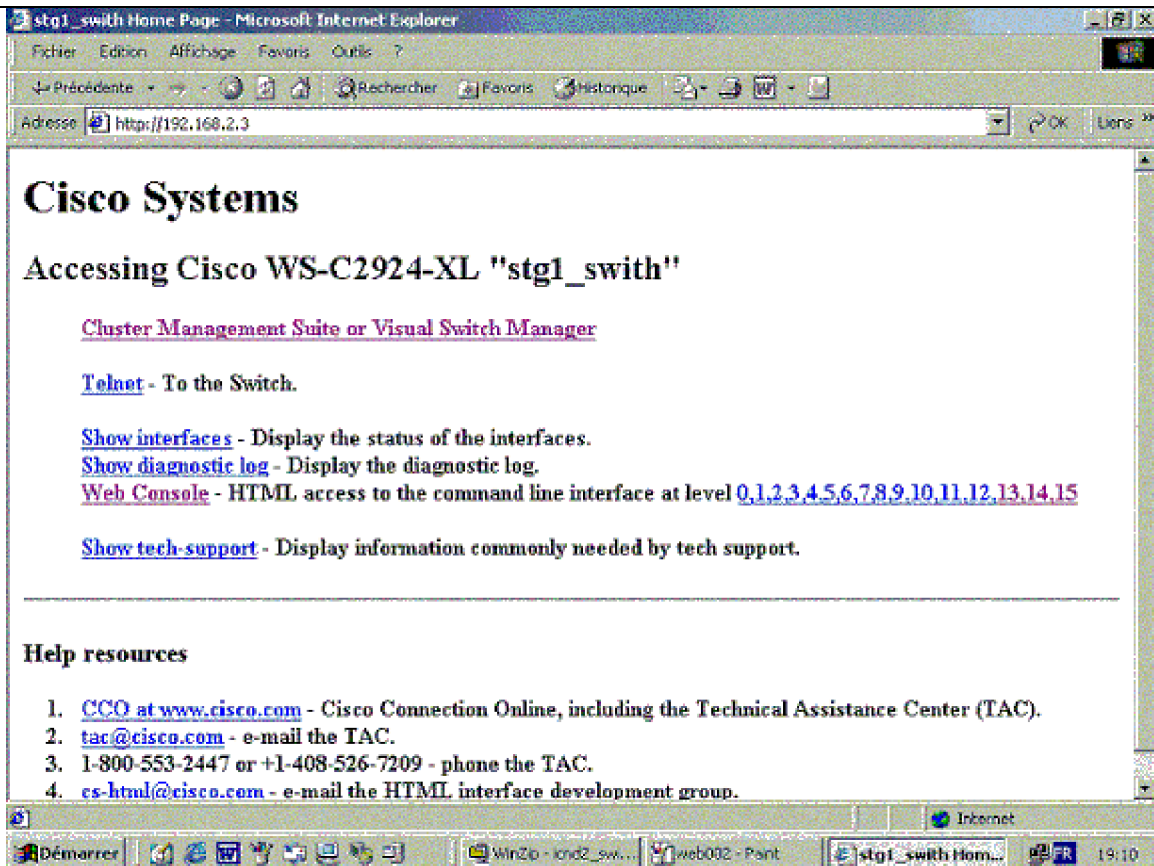 stg1_swith Home Page - Microsoft Internet Explorer
Fichier Edition Affichage Favoris Outils ?
Précédente Rechercher Favoris Historique
Adresse http://192.168.2.3 OK Liens »
Cisco Systems
Accessing Cisco WS-C2924-XL "stg1_swith"
Cluster Management Suite or Visual Switch Manager
Telnet - To the Switch.
Show interfaces - Display the status of the interfaces.
Show diagnostic log - Display the diagnostic log.
Web Console - HTML access to the command line interface at level 0,1,2,3,4,5,6,7,8,9,10,11,12,13,14,15
Show tech-support - Display information commonly needed by tech support.
Help resources
1. CCO at www.cisco.com - Cisco Connection Online, including the Technical Assistance Center (TAC).
2. tac@cisco.com - e-mail the TAC.
3. 1-800-553-2447 or +1-408-526-7209 - phone the TAC.
4. cs-html@cisco.com - e-mail the HTML interface development group.
Internet
Démarrer WinZip - icnd2_swi... web002 - Paint stg1_swith Hom... FR 19:10